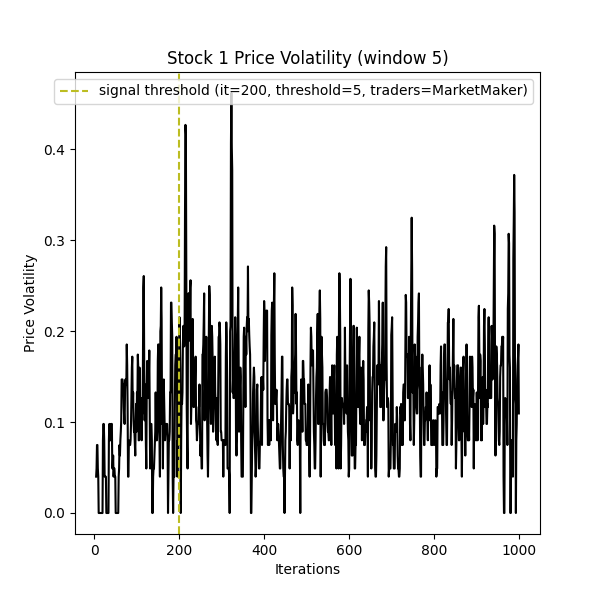 Stock 1 Price Volatility (window 5)
signal threshold (it=200, threshold=5, traders=MarketMaker)
Price Volatility
0.4
0.3
0.2
0.1
0.0
0 200 400 600 800 1000
Iterations